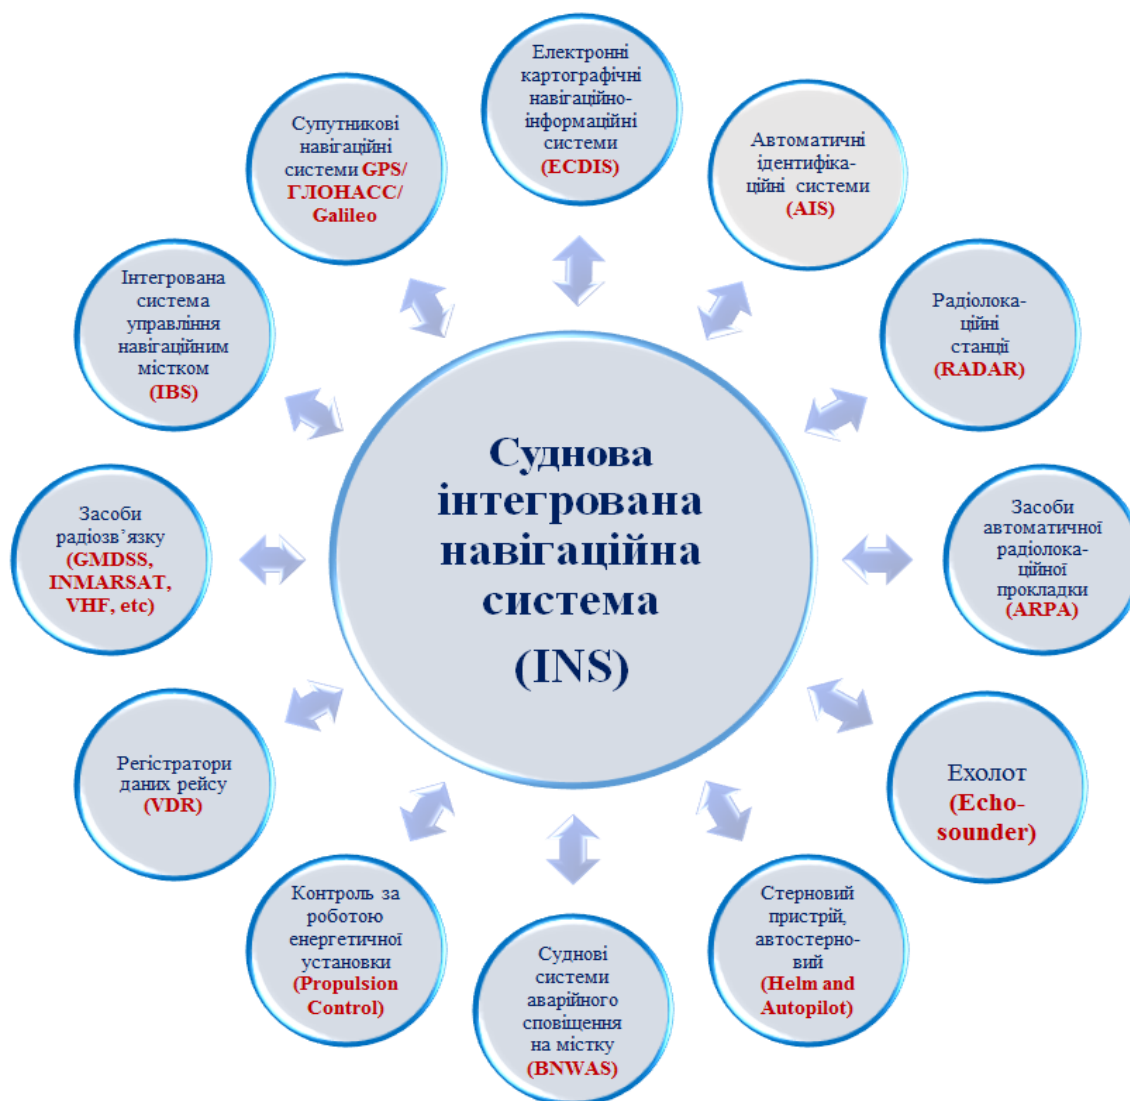 Електронні
картографічні
навігаційно-
інформаційні
системи
(ECDIS)
Автоматичні
ідентифіка-
ційні системи
(AIS)
Радіолока-
ційні
станції
(RADAR)
Засоби
автоматичної
радіолока-
ційної
прокладки
(ARPA)
Ехолот
(Echo-
sounder)
Стерновий
пристрій,
автостерно-
вий
(Helm and
Autopilot)
Суднові
системи
аварійного
сповіщення
на містку
(BNWAS)
Контроль за
роботою
енергетичної
установки
(Propulsion
Control)
Регістратори
даних рейсу
(VDR)
Засоби
радіозв’язку
(GMDSS,
INMARSAT,
VHF, etc)
Інтегрована
система
управління
навігаційним
містком
(IBS)
Супутникові
навігаційні
системи GPS/
ГЛОНАСС/
Galileo
Суднова
інтегрована
навігаційна
система
(INS)